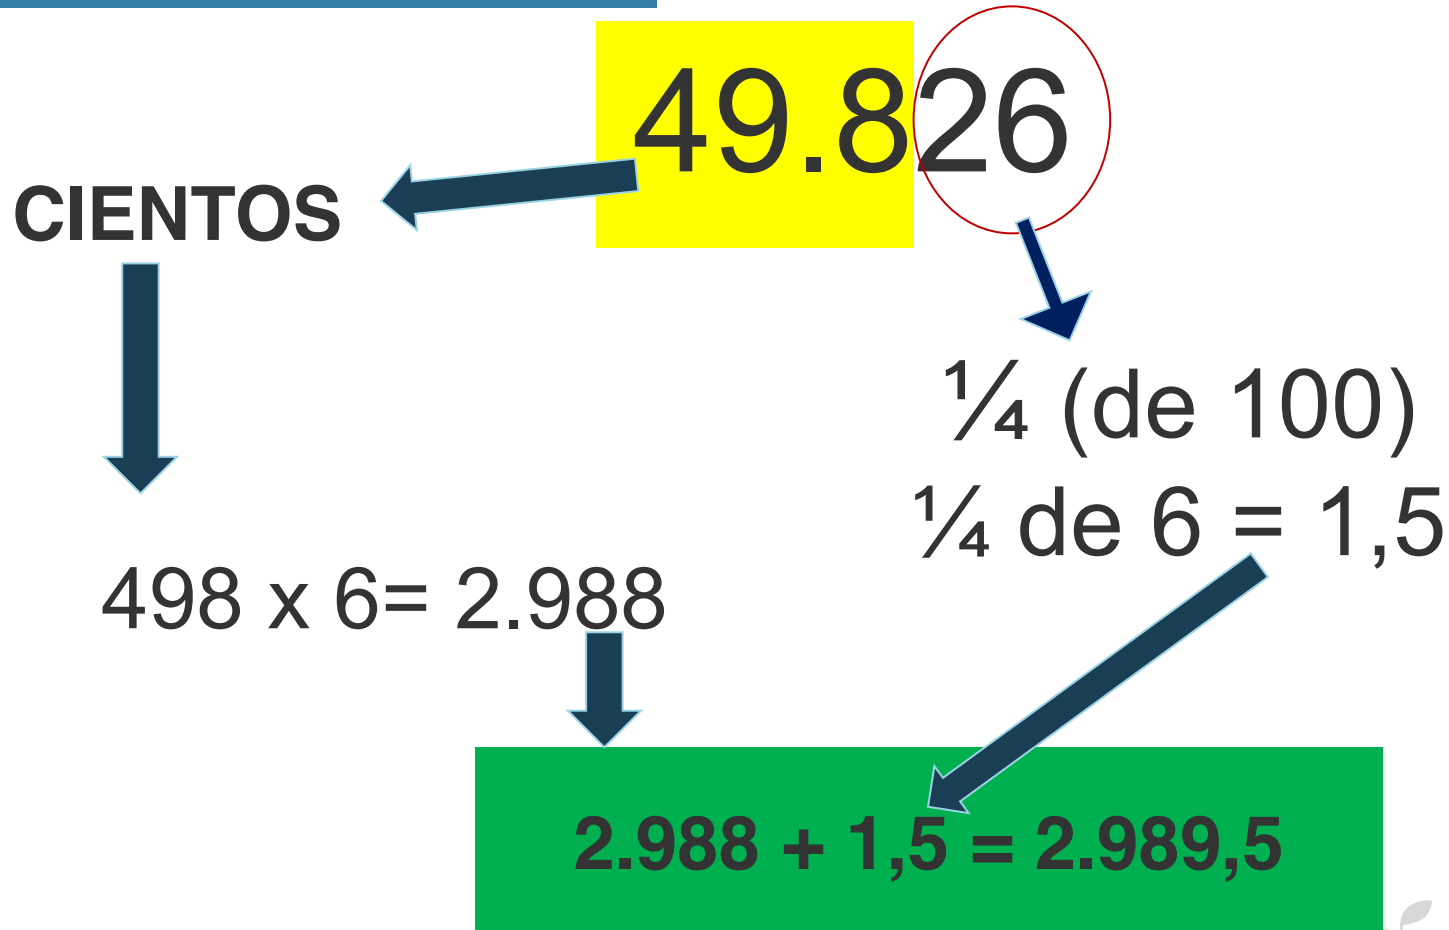 49.826
CIENTOS
¼ (de 100)
¼ de 6 = 1,5
498 x 6= 2.988
2.988 + 1,5 = 2.989,5